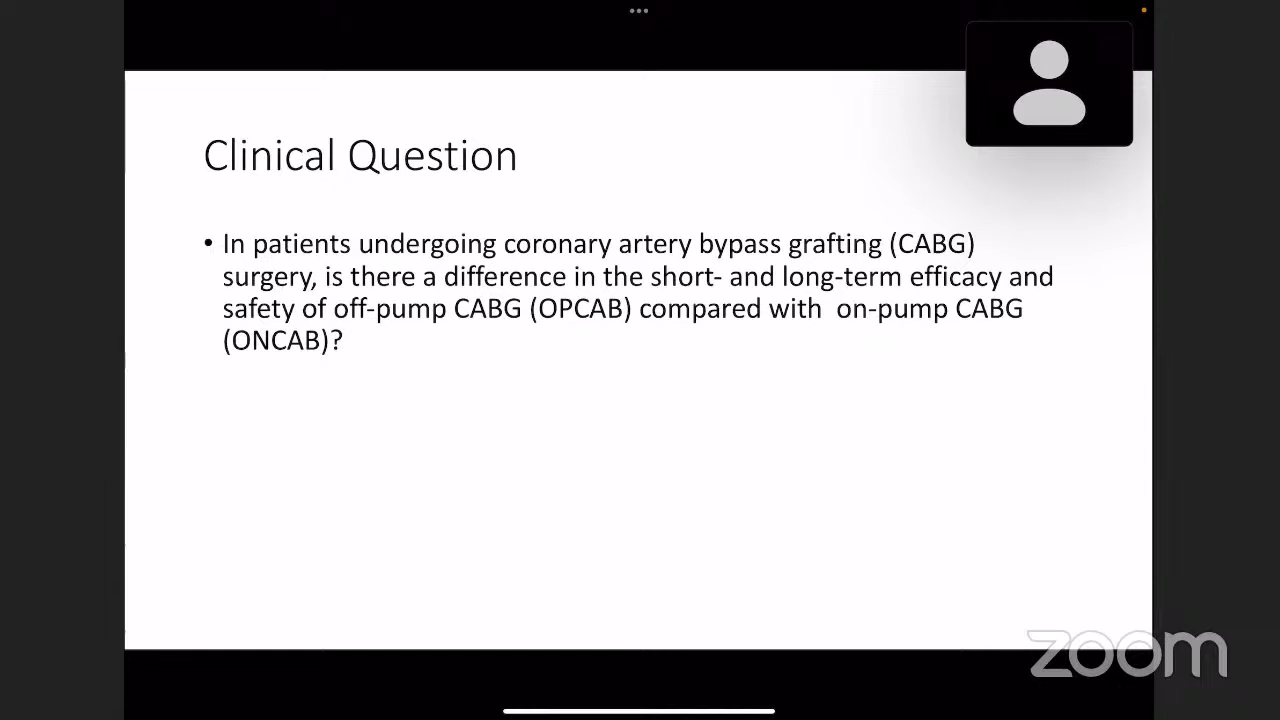 Clinical Question
• In patients undergoing coronary artery bypass grafting (CABG)
surgery, is there a difference in the short- and long-term efficacy and
safety of off-pump CABG (OPCAB) compared with  on-pump CABG
(ONCAB)?
zoom